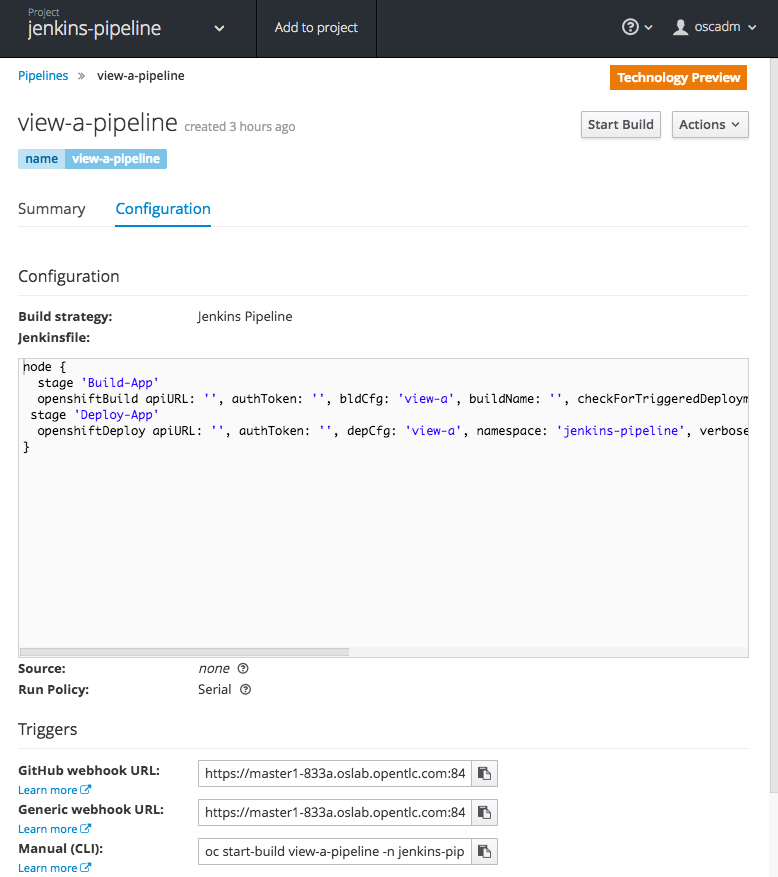 Project
jenkins-pipeline
Add to project
oscadm
Pipelines » view-a-pipeline
Technology Preview
view-a-pipeline created 3 hours ago
Start Build
Actions
name view-a-pipeline
Summary
Configuration
Configuration
Build strategy: Jenkins Pipeline
Jenkinsfile:
node {
  stage 'Build-App'
  openshiftBuild apiURL: '', authToken: '', bldCfg: 'view-a', buildName: '', checkForTriggeredDeploym
 stage 'Deploy-App'
  openshiftDeploy apiURL: '', authToken: '', depCfg: 'view-a', namespace: 'jenkins-pipeline', verbose
}
Source: none
Run Policy: Serial
Triggers
GitHub webhook URL: https://master1-833a.oslab.opentlc.com:84
Learn more
Generic webhook URL: https://master1-833a.oslab.opentlc.com:84
Learn more
Manual (CLI): oc start-build view-a-pipeline -n jenkins-pip
Learn more